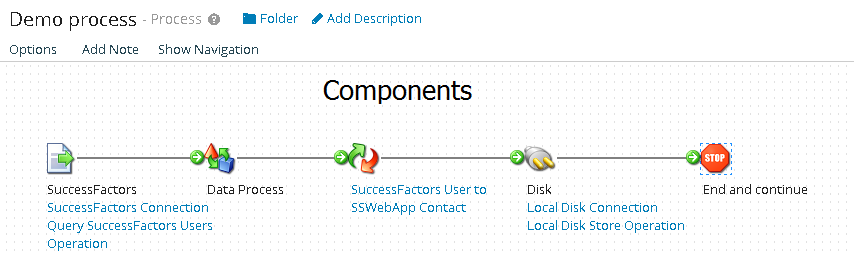 Demo process - Process ? Folder Add Description
Options Add Note Show Navigation
Components
STOP
SuccessFactors
SuccessFactors Connection
Query SuccessFactors Users
Operation
Data Process
SuccessFactors User to
SSWebApp Contact
Disk
Local Disk Connection
Local Disk Store Operation
End and continue